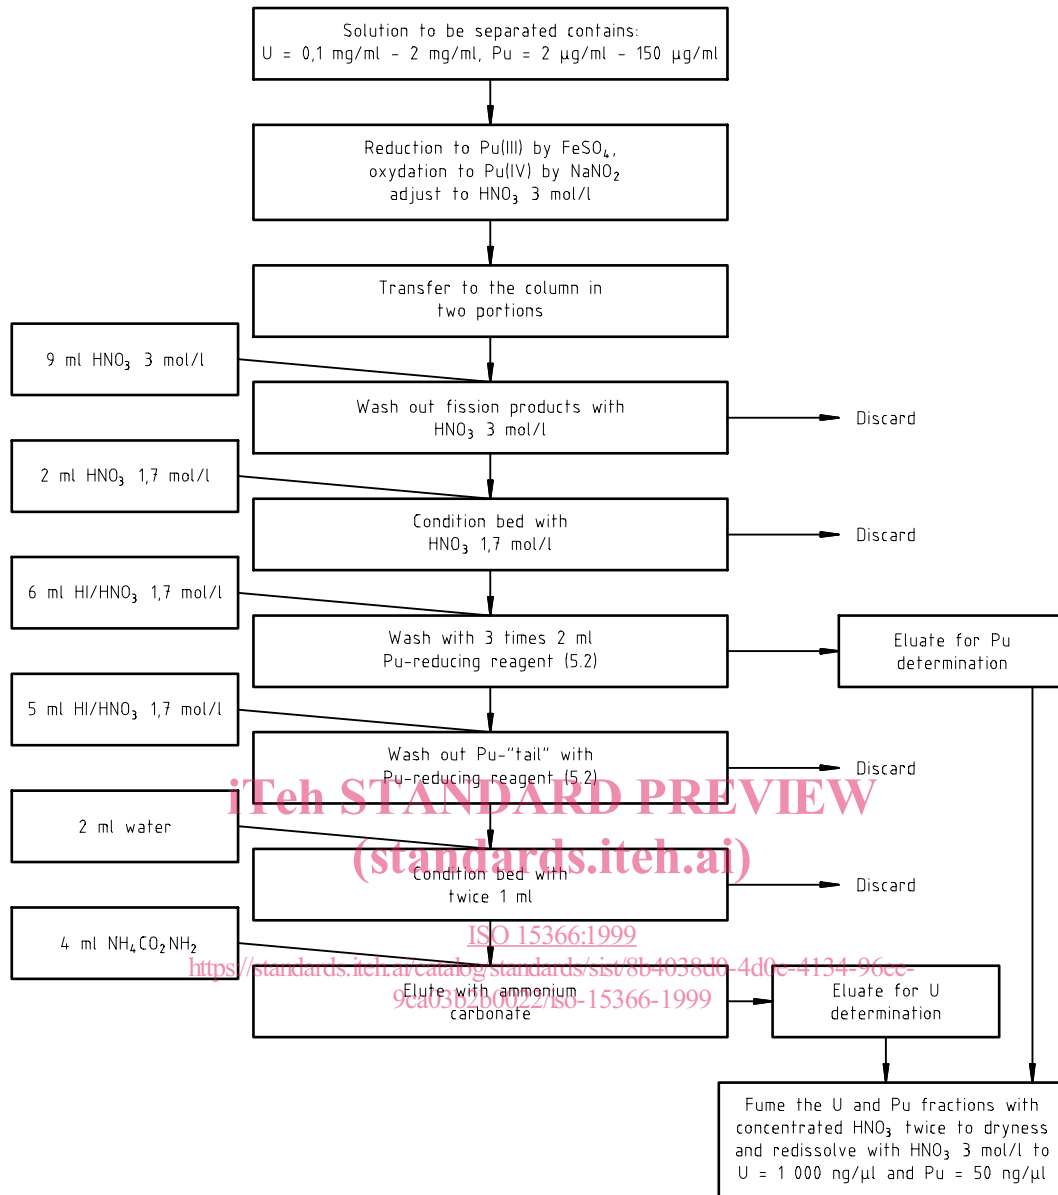 Solution to be separated contains:
U = 0,1 mg/ml – 2 mg/ml, Pu = 2 µg/ml – 150 µg/ml
Reduction to Pu(III) by FeSO₄,
oxydation to Pu(IV) by NaNO₂
adjust to HNO₃ 3 mol/l
Transfer to the column in
two portions
9 ml HNO₃ 3 mol/l
Wash out fission products with
HNO₃ 3 mol/l
Discard
2 ml HNO₃ 1,7 mol/l
Condition bed with
HNO₃ 1,7 mol/l
Discard
6 ml HI/HNO₃ 1,7 mol/l
Wash with 3 times 2 ml
Pu-reducing reagent (5.2)
Eluate for Pu
determination
5 ml HI/HNO₃ 1,7 mol/l
Wash out Pu-"tail" with
Pu-reducing reagent (5.2)
Discard
iTeh STANDARD PREVIEW
(standards.iteh.ai)
2 ml water
Condition bed with
twice 1 ml
Discard
ISO 15366:1999
https://standards.iteh.ai/catalog/standards/sist/8b4038d0-4d0e-4134-96ee-
9ca03b2b0022/iso-15366-1999
4 ml NH₄CO₂NH₂
Elute with ammonium
carbonate
Eluate for U
determination
Fume the U and Pu fractions with
concentrated HNO₃ twice to dryness
and redissolve with HNO₃ 3 mol/l to
U = 1 000 ng/µl and Pu = 50 ng/µl